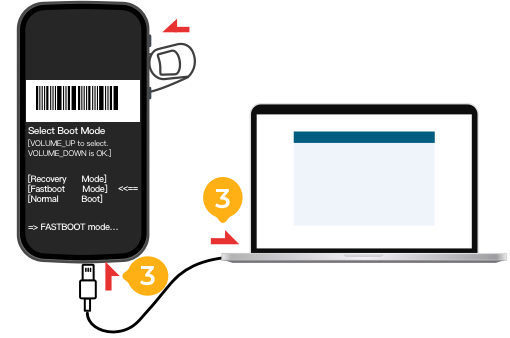 Select Boot Mode
[VOLUME_UP to select.
VOLUME_DOWN is OK.]
[Recovery Mode]
[Fastboot Mode] <<==
[Normal Boot]
=> FASTBOOT mode...
3
3